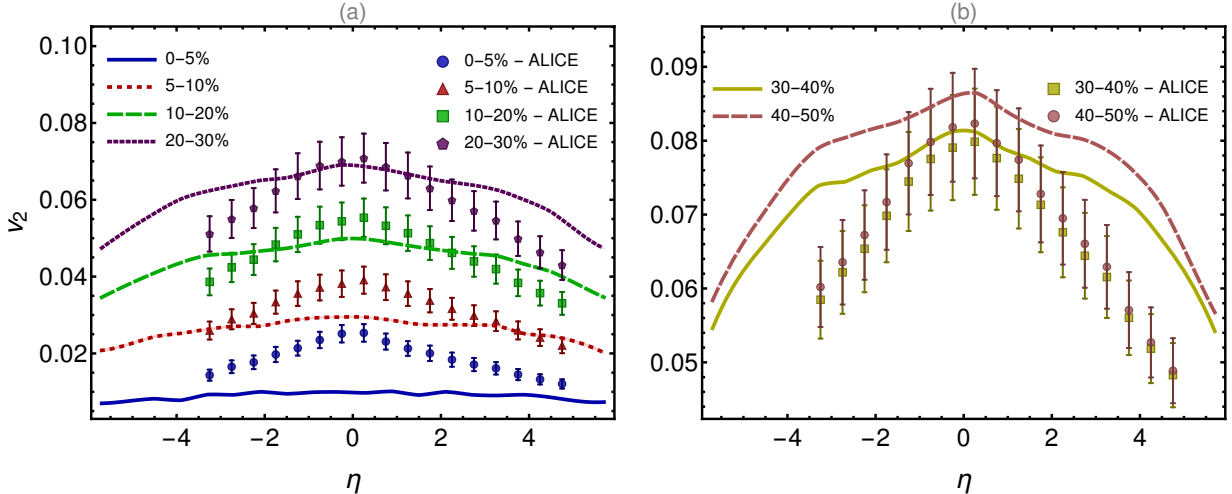 (a)
0.10
0.08
0.06
0.04
0.02
v2
0–5%
5–10%
10–20%
20–30%
0–5% – ALICE
5–10% – ALICE
10–20% – ALICE
20–30% – ALICE
−4 −2 0 2 4
η
(b)
0.09
0.08
0.07
0.06
0.05
30–40%
40–50%
30–40% – ALICE
40–50% – ALICE
−4 −2 0 2 4
η